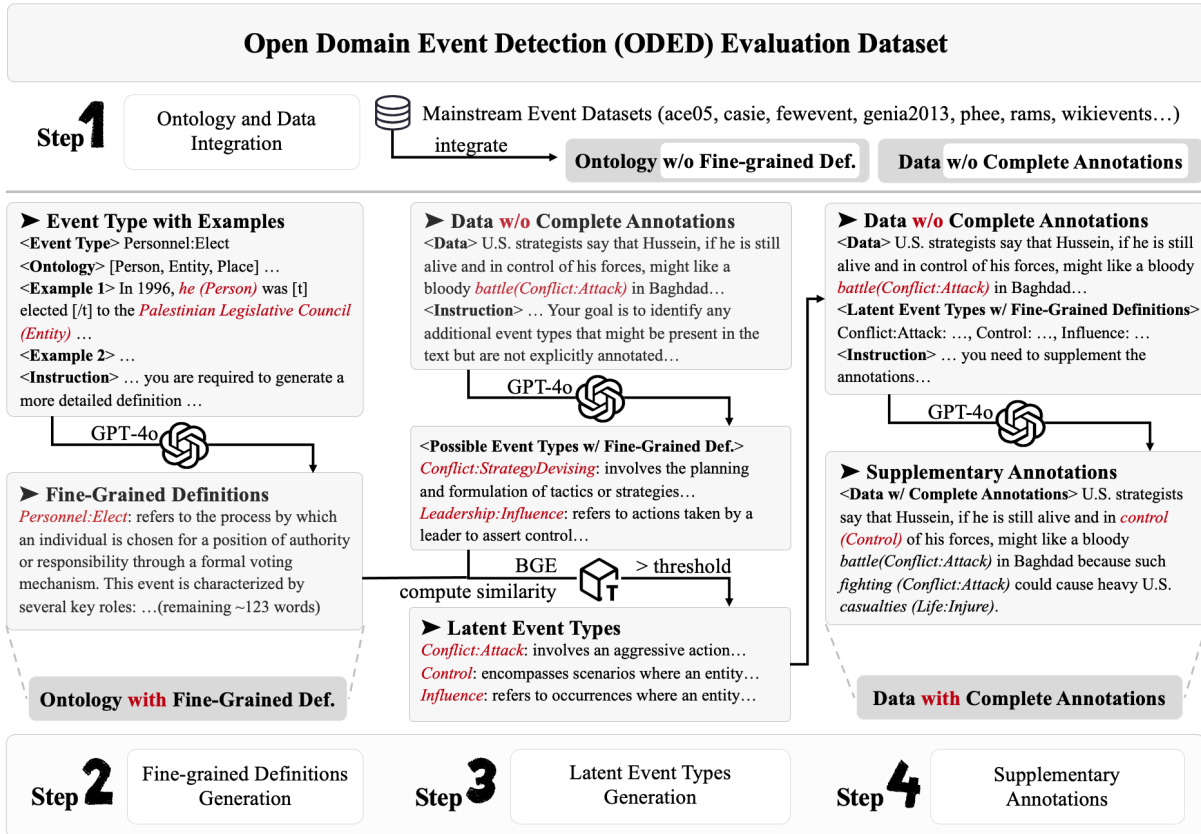 Open Domain Event Detection (ODED) Evaluation Dataset
Step 1
Ontology and Data
Integration
Mainstream Event Datasets (ace05, casie, fewevent, genia2013, phee, rams, wikievents…)
integrate
Ontology w/o Fine-grained Def.
Data w/o Complete Annotations
➤ Event Type with Examples
<Event Type> Personnel:Elect
<Ontology> [Person, Entity, Place] …
<Example 1> In 1996, he (Person) was [t]
elected [/t] to the Palestinian Legislative Council
(Entity) …
<Example 2> …
<Instruction> … you are required to generate a
more detailed definition …
GPT-4o
➤ Fine-Grained Definitions
Personnel:Elect: refers to the process by which
an individual is chosen for a position of authority
or responsibility through a formal voting
mechanism. This event is characterized by
several key roles: …(remaining ~123 words)
Ontology with Fine-Grained Def.
➤ Data w/o Complete Annotations
<Data> U.S. strategists say that Hussein, if he is still
alive and in control of his forces, might like a
bloody battle(Conflict:Attack) in Baghdad…
<Instruction> … Your goal is to identify any
additional event types that might be present in the
text but are not explicitly annotated…
GPT-4o
<Possible Event Types w/ Fine-Grained Def.>
Conflict:StrategyDevising: involves the planning
and formulation of tactics or strategies…
Leadership:Influence: refers to actions taken by a
leader to assert control…
BGE
compute similarity
T
> threshold
➤ Latent Event Types
Conflict:Attack: involves an aggressive action…
Control: encompasses scenarios where an entity…
Influence: refers to occurrences where an entity…
➤ Data w/o Complete Annotations
<Data> U.S. strategists say that Hussein, if he is still
alive and in control of his forces, might like a bloody
battle(Conflict:Attack) in Baghdad…
<Latent Event Types w/ Fine-Grained Definitions>
Conflict:Attack: …, Control: …, Influence: …
<Instruction> … you need to supplement the
annotations…
GPT-4o
➤ Supplementary Annotations
<Data w/ Complete Annotations> U.S. strategists
say that Hussein, if he is still alive and in control
(Control) of his forces, might like a bloody
battle(Conflict:Attack) in Baghdad because such
fighting (Conflict:Attack) could cause heavy U.S.
casualties (Life:Injure).
Data with Complete Annotations
Step 2
Fine-grained Definitions
Generation
Step 3
Latent Event Types
Generation
Step 4
Supplementary
Annotations